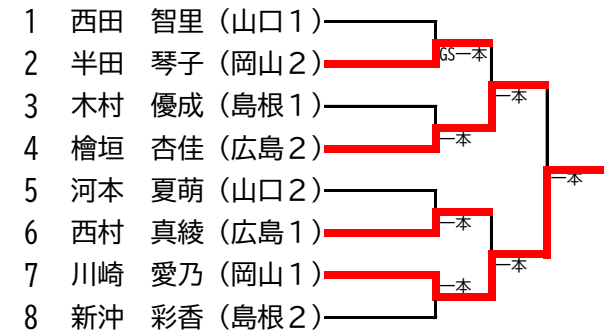 1 西田 智里（山口１）
GS一本
2 半田 琴子（岡山２）
一本
3 木村 優成（島根１）
一本
4 檜垣 杏佳（広島２）
一本
5 河本 夏萌（山口２）
一本
6 西村 真綾（広島１）
一本
7 川崎 愛乃（岡山１）
一本
8 新沖 彩香（島根２）